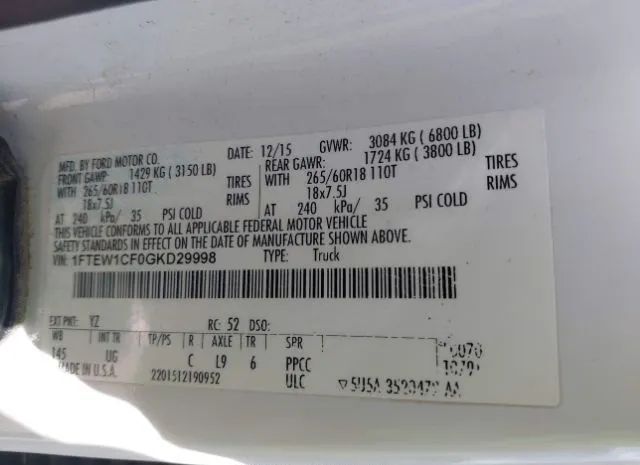 MFD. BY FORD MOTOR CO. DATE: 12/15 GVWR: 3084 KG ( 6800 LB)
FRONT GAWR: 1429 KG ( 3150 LB) REAR GAWR: 1724 KG ( 3800 LB)
WITH 265/60R18 110T TIRES WITH 265/60R18 110T TIRES
18x7.5J RIMS 18x7.5J RIMS
AT 240 kPa/ 35 PSI COLD AT 240 kPa/ 35 PSI COLD
THIS VEHICLE CONFORMS TO ALL APPLICABLE FEDERAL MOTOR VEHICLE
SAFETY STANDARDS IN EFFECT ON THE DATE OF MANUFACTURE SHOWN ABOVE.
VIN: 1FTEW1CF0GKD29998 TYPE: Truck
EXT PNT: YZ RC: 52 DSO:
WB INT TR TP/PS R AXLE TR SPR
145 UG C L9 6 PPCC
MADE IN U.S.A. 2201512190952 ULC